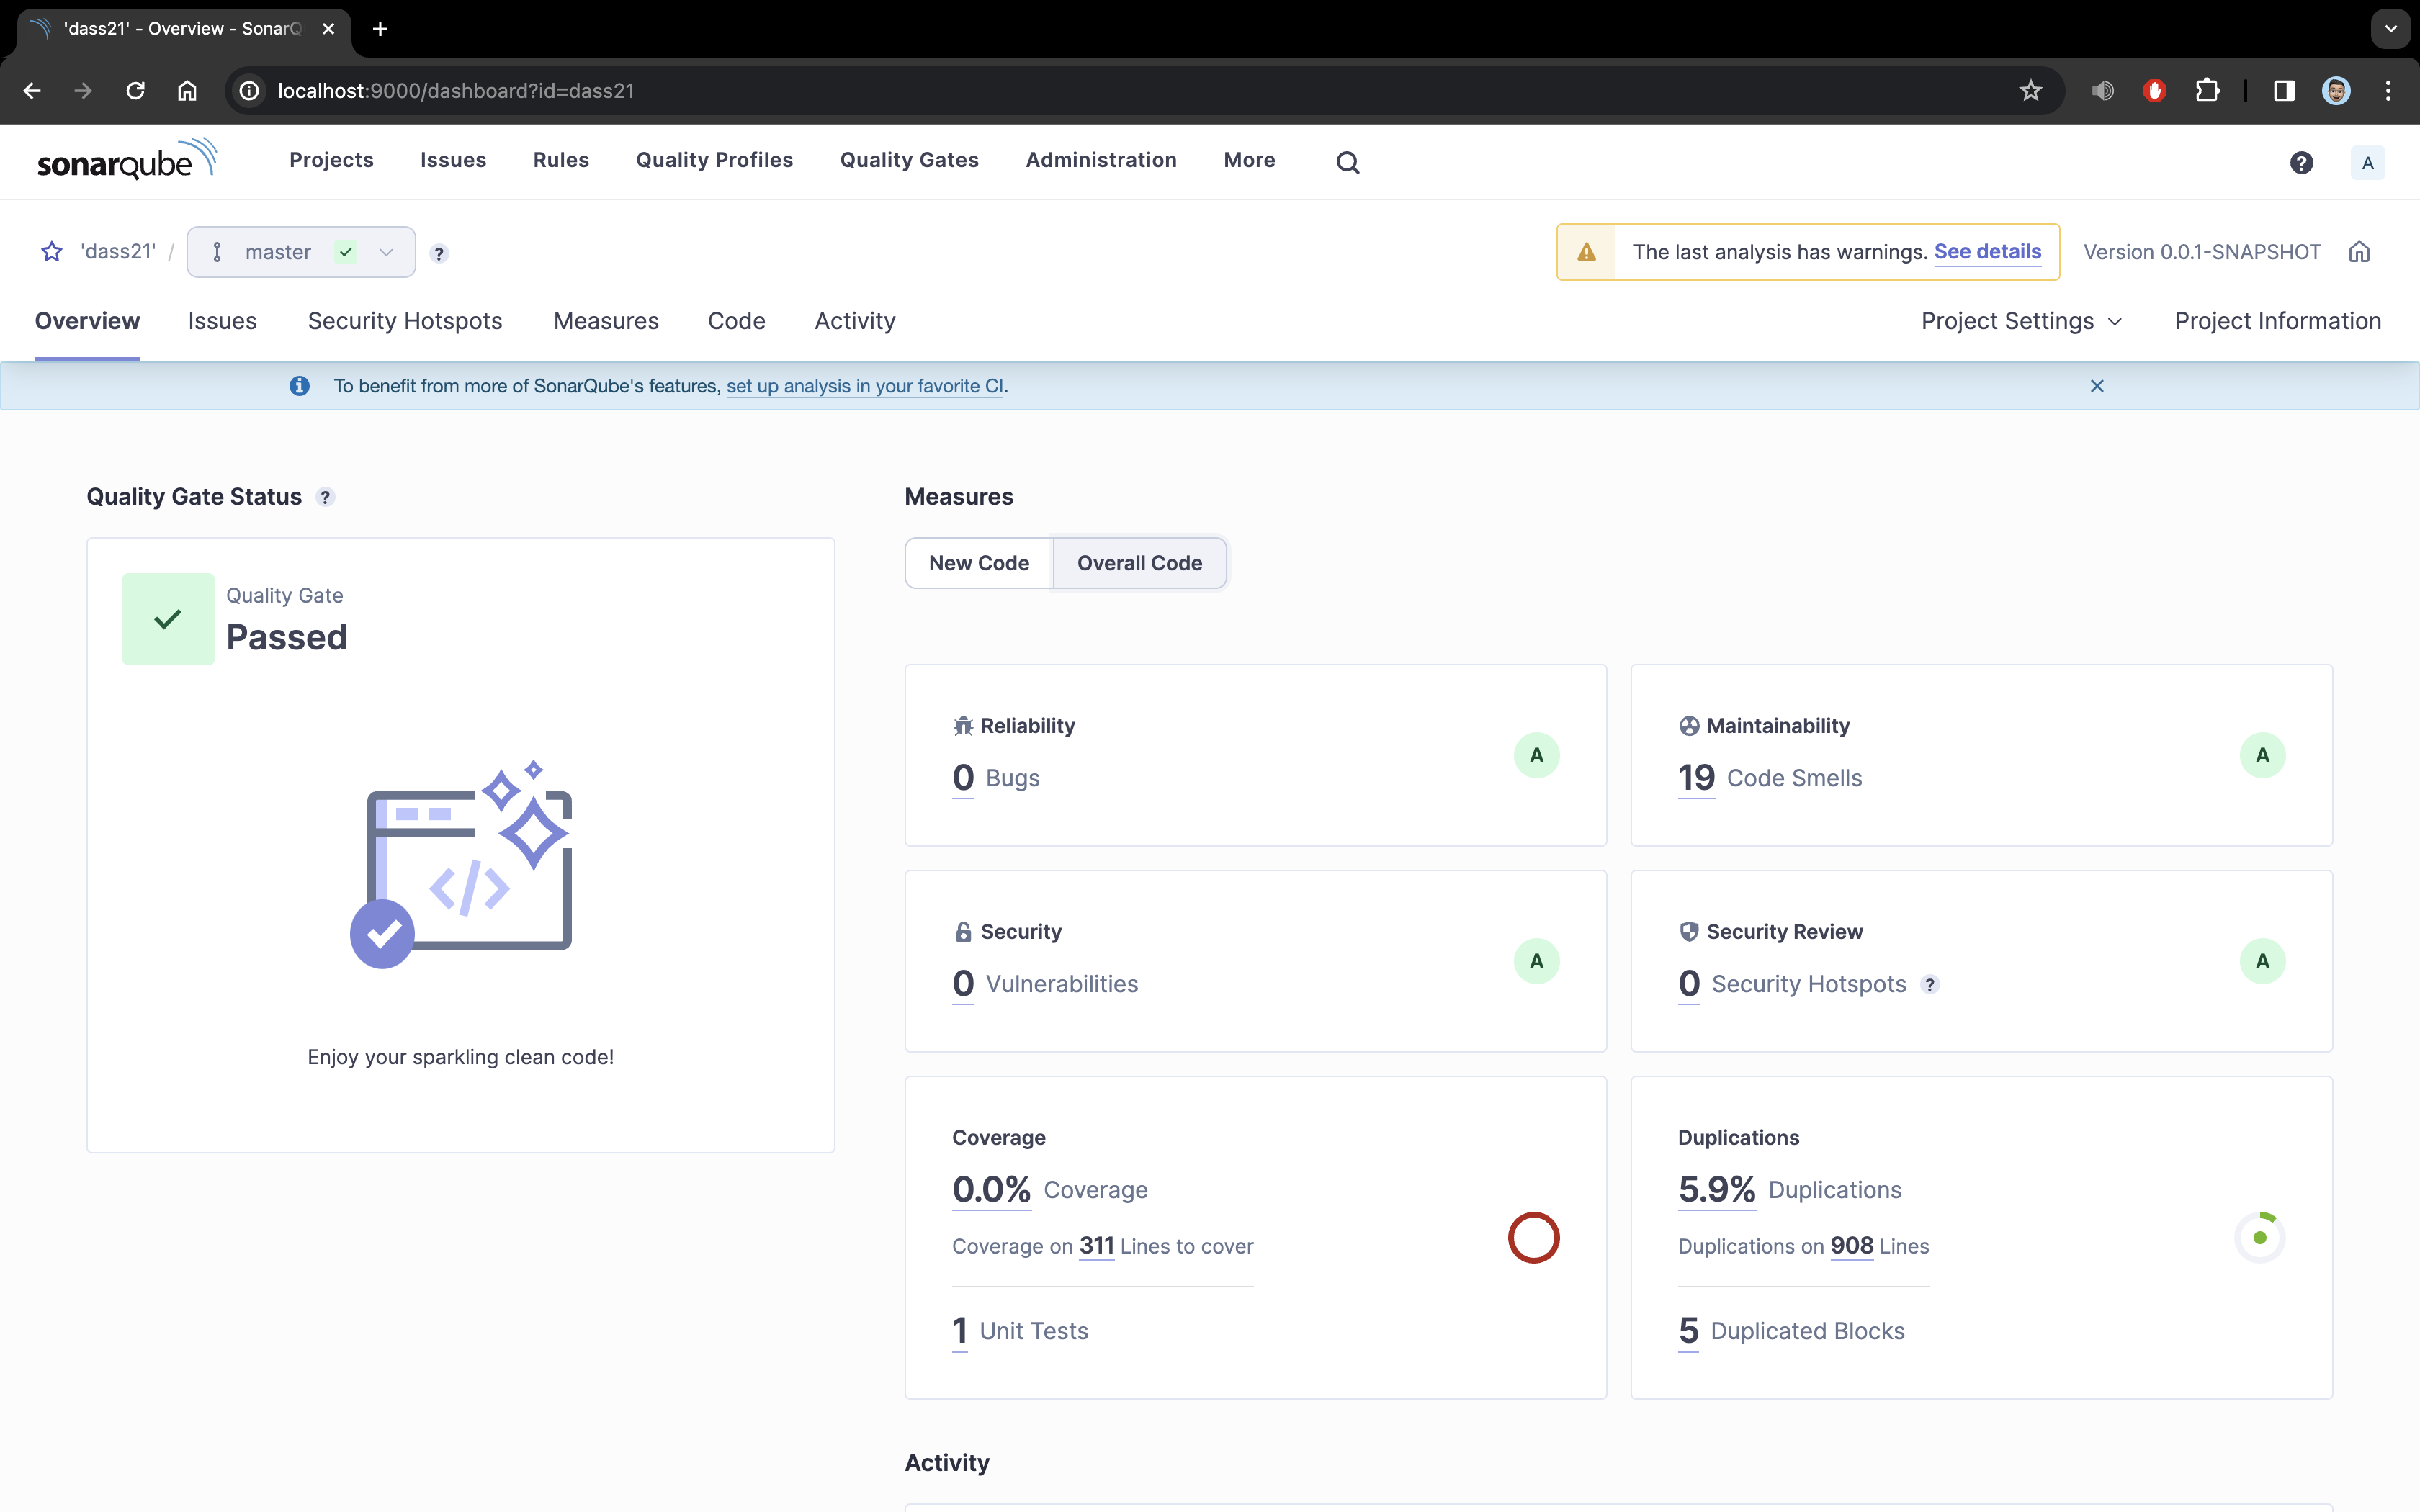 'dass21' - Overview - SonarQ
localhost:9000/dashboard?id=dass21
sonarqube
Projects
Issues
Rules
Quality Profiles
Quality Gates
Administration
More
?
A
'dass21' /
master
?
The last analysis has warnings. See details
Version 0.0.1-SNAPSHOT
Overview
Issues
Security Hotspots
Measures
Code
Activity
Project Settings
Project Information
To benefit from more of SonarQube's features, set up analysis in your favorite CI.
Quality Gate Status ?
Quality Gate
Passed
</>
Enjoy your sparkling clean code!
Measures
New Code
Overall Code
Reliability
0 Bugs
A
Maintainability
19 Code Smells
A
Security
0 Vulnerabilities
A
Security Review
0 Security Hotspots ?
A
Coverage
0.0% Coverage
Coverage on 311 Lines to cover
1 Unit Tests
Duplications
5.9% Duplications
Duplications on 908 Lines
5 Duplicated Blocks
Activity